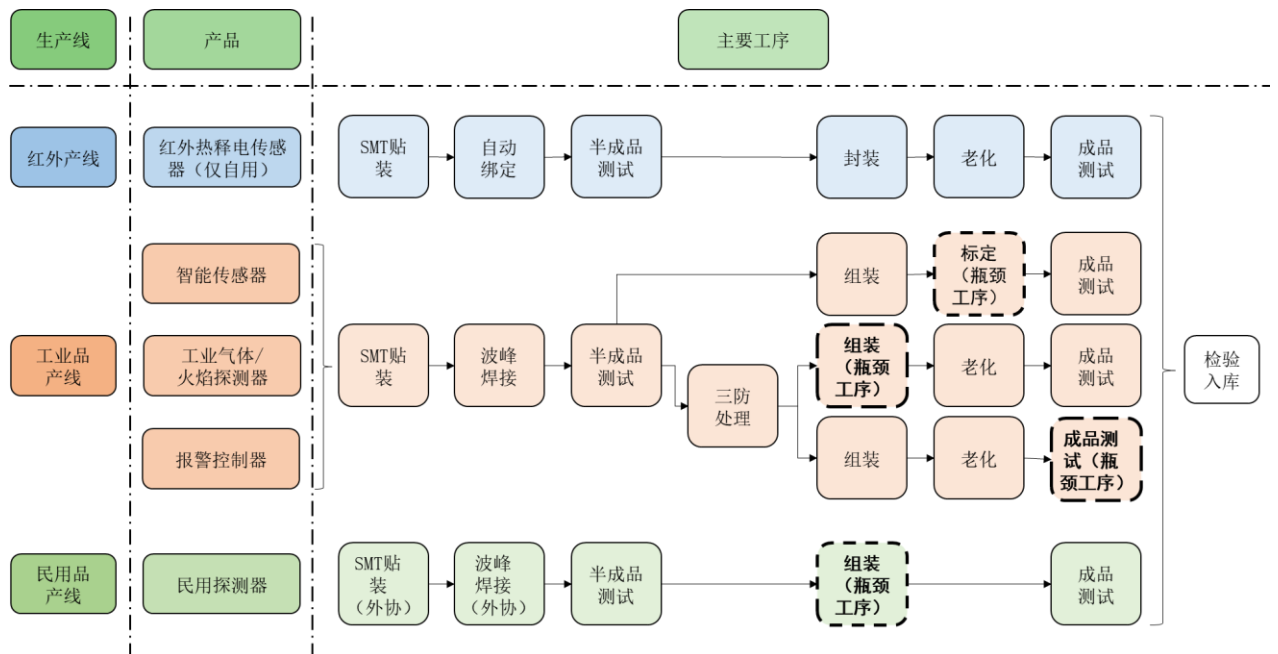 生产线
产品
主要工序
红外产线
红外热释电传感
器（仅自用）
SMT贴
装
自动
绑定
半成品
测试
封装
老化
成品
测试
智能传感器
组装
标定
（瓶颈
工序）
成品
测试
工业品
产线
工业气体/
火焰探测器
SMT贴
装
波峰
焊接
半成品
测试
三防
处理
组装
（瓶颈
工序）
老化
成品
测试
检验
入库
报警控制器
组装
老化
成品测
试（瓶
颈工序）
民用品
产线
民用探测器
SMT贴
装
（外协）
波峰
焊接
（外协）
半成品
测试
组装
（瓶颈
工序）
成品
测试